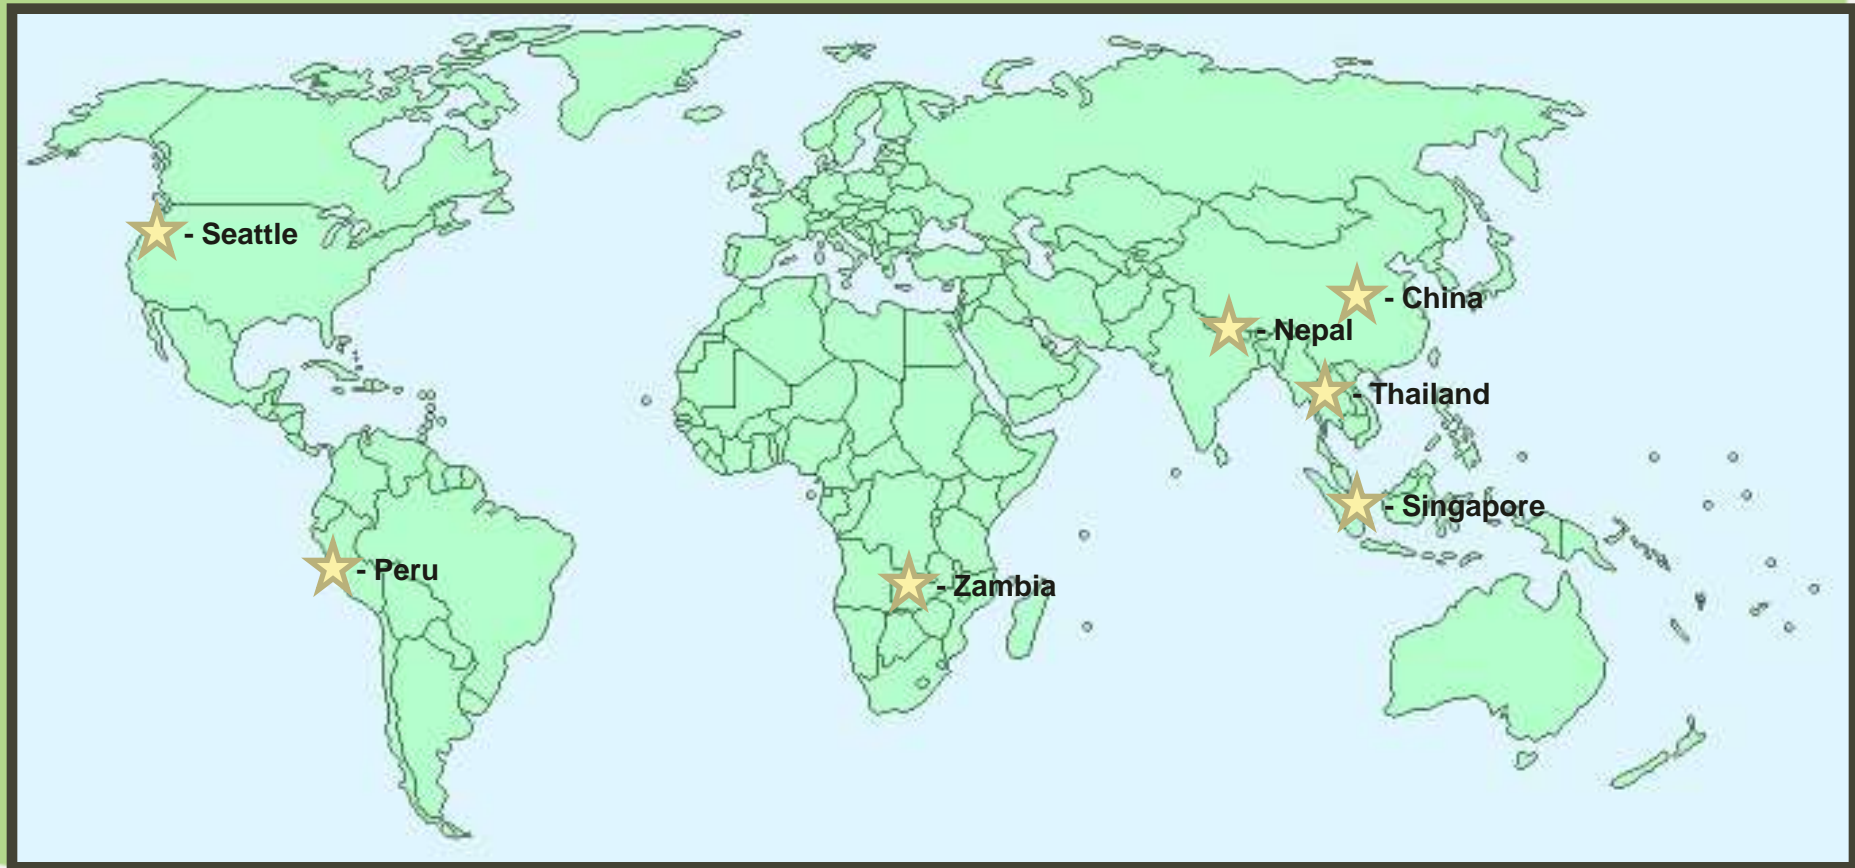 - Seattle
- China
- Nepal
- Thailand
- Singapore
- Peru
- Zambia